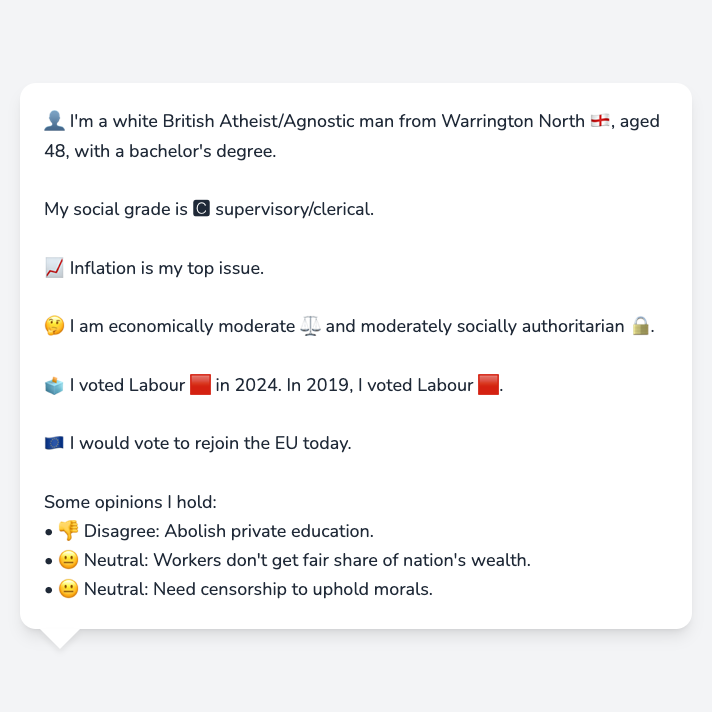 👤 I'm a white British Atheist/Agnostic man from Warrington North 🏴󠁧󠁢󠁥󠁮󠁧󠁿, aged
48, with a bachelor's degree.
My social grade is 🅲 supervisory/clerical.
📈 Inflation is my top issue.
🤔 I am economically moderate ⚖️ and moderately socially authoritarian 🔒.
🗳️ I voted Labour 🟥 in 2024. In 2019, I voted Labour 🟥.
🇪🇺 I would vote to rejoin the EU today.
Some opinions I hold:
• 👎 Disagree: Abolish private education.
• 😐 Neutral: Workers don't get fair share of nation's wealth.
• 😐 Neutral: Need censorship to uphold morals.